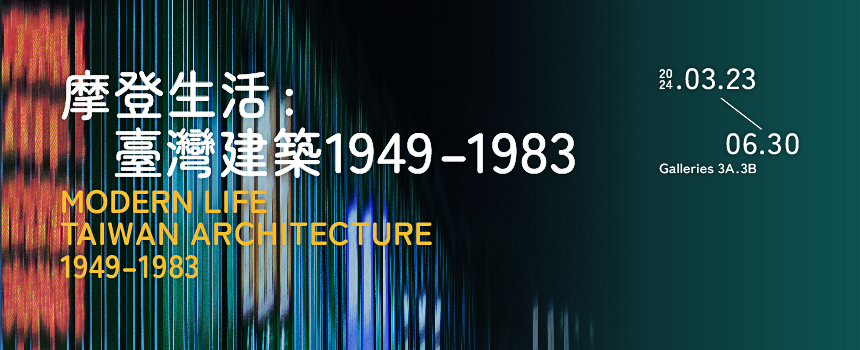 摩登生活：
臺灣建築1949–1983
MODERN LIFE
TAIWAN ARCHITECTURE
1949–1983
2024.03.23
06.30
Galleries 3A.3B